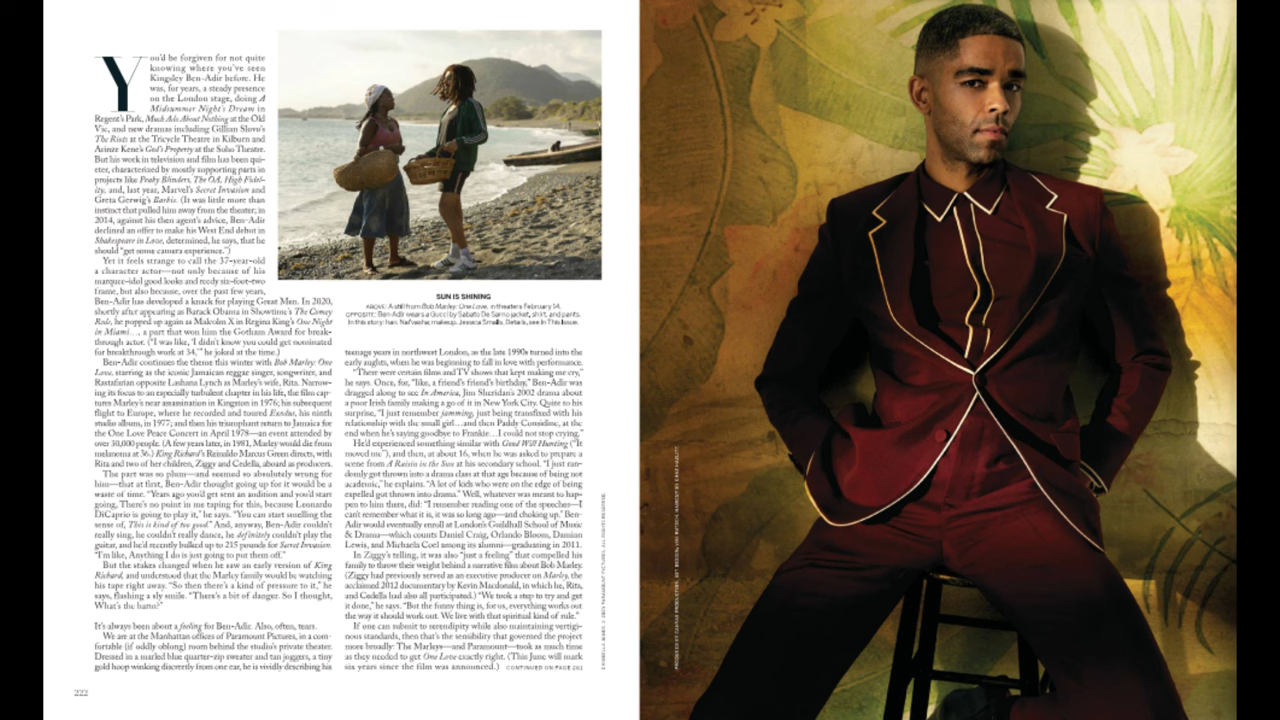 You'd be forgiven for not quite
knowing where you've seen
Kingsley Ben-Adir before. He
was, for years, a steady presence
on the London stage, doing A
Midsummer Night's Dream in
Regent's Park, Much Ado About Nothing at the Old
Vic, and new dramas including Gillian Slovo's
The Riots at the Tricycle Theatre in Kilburn and
Arinze Kene's God's Property at the Soho Theatre.
But his work in television and film has been qui-
eter, characterized by mostly supporting parts in
projects like Peaky Blinders, The OA, High Fidel-
ity, and, last year, Marvel's Secret Invasion and
Greta Gerwig's Barbie. (It was little more than
instinct that pulled him away from the theater; in
2014, against his then agent's advice, Ben-Adir
declined an offer to make his West End debut in
Shakespeare in Love, determined, he says, that he
should "get some camera experience.")
Yet it feels strange to call the 37-year-old
a character actor—not only because of his
marquee-idol good looks and reedy six-foot-two
frame, but also because, over the past few years,
Ben-Adir has developed a knack for playing Great Men. In 2020,
shortly after appearing as Barack Obama in Showtime's The Comey
Rule, he popped up again as Malcolm X in Regina King's One Night
in Miami…, a part that won him the Gotham Award for break-
through actor. ("I was like, 'I didn't know you could get nominated
for breakthrough work at 34,'" he joked at the time.)
Ben-Adir continues the theme this winter with Bob Marley: One
Love, starring as the iconic Jamaican reggae singer, songwriter, and
Rastafarian opposite Lashana Lynch as Marley's wife, Rita. Narrow-
ing its focus to an especially turbulent chapter in his life, the film cap-
tures Marley's near assassination in Kingston in 1976; his subsequent
flight to Europe, where he recorded and toured Exodus, his ninth
studio album, in 1977; and then his triumphant return to Jamaica for
the One Love Peace Concert in April 1978—an event attended by
over 30,000 people. (A few years later, in 1981, Marley would die from
melanoma at 36.) King Richard's Reinaldo Marcus Green directs, with
Rita and two of her children, Ziggy and Cedella, aboard as producers.
The part was so plum—and seemed so absolutely wrong for
him—that at first, Ben-Adir thought going up for it would be a
waste of time. "Years ago you'd get sent an audition and you'd start
going, There's no point in me taping for this, because Leonardo
DiCaprio is going to play it," he says. "You can start smelling the
sense of, This is kind of too good." And, anyway, Ben-Adir couldn't
really sing, he couldn't really dance, he definitely couldn't play the
guitar, and he'd recently bulked up to 215 pounds for Secret Invasion.
"I'm like, Anything I do is just going to put them off."
But the stakes changed when he saw an early version of King
Richard, and understood that the Marley family would be watching
his tape right away. "So then there's a kind of pressure to it," he
says, flashing a sly smile. "There's a bit of danger. So I thought,
What's the harm?"
It's always been about a feeling for Ben-Adir. Also, often, tears.
We are at the Manhattan offices of Paramount Pictures, in a com-
fortable (if oddly oblong) room behind the studio's private theater.
Dressed in a marled blue quarter-zip sweater and tan joggers, a tiny
gold hoop winking discreetly from one ear, he is vividly describing his
222
SUN IS SHINING
ABOVE: A still from Bob Marley: One Love, in theaters February 14.
OPPOSITE: Ben-Adir wears a Gucci by Sabato De Sarno jacket, shirt, and pants.
In this story: hair, Nai'vasha; makeup, Jessica Smalls. Details, see In This Issue.
teenage years in northwest London, as the late 1990s turned into the
early aughts, when he was beginning to fall in love with performance.
"There were certain films and TV shows that kept making me cry,"
he says. Once, for, "like, a friend's friend's birthday," Ben-Adir was
dragged along to see In America, Jim Sheridan's 2002 drama about
a poor Irish family making a go of it in New York City. Quite to his
surprise, "I just remember jamming, just being transfixed with his
relationship with the small girl…and then Paddy Considine, at the
end when he's saying goodbye to Frankie…I could not stop crying."
He'd experienced something similar with Good Will Hunting ("It
moved me"), and then, at about 16, when he was asked to prepare a
scene from A Raisin in the Sun at his secondary school. "I just ran-
domly got thrown into a drama class at that age because of being not
academic," he explains. "A lot of kids who were on the edge of being
expelled got thrown into drama." Well, whatever was meant to hap-
pen to him there, did: "I remember reading one of the speeches—I
can't remember what it is, it was so long ago—and choking up." Ben-
Adir would eventually enroll at London's Guildhall School of Music
& Drama—which counts Daniel Craig, Orlando Bloom, Damian
Lewis, and Michaela Coel among its alumni—graduating in 2011.
In Ziggy's telling, it was also "just a feeling" that compelled his
family to throw their weight behind a narrative film about Bob Marley.
(Ziggy had previously served as an executive producer on Marley, the
acclaimed 2012 documentary by Kevin Macdonald, in which he, Rita,
and Cedella had also all participated.) "We took a step to try and get
it done," he says. "But the funny thing is, for us, everything works out
the way it should work out. We live with that spiritual kind of rule."
If one can submit to serendipity while also maintaining vertigi-
nous standards, then that's the sensibility that governed the project
more broadly: The Marleys—and Paramount—took as much time
as they needed to get One Love exactly right. (This June will mark
six years since the film was announced.) CONTINUED ON PAGE